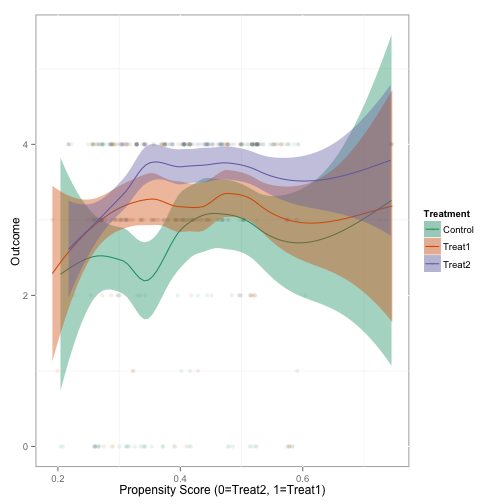 4
2
0
Outcome
0.2
0.4
0.6
Propensity Score (0=Treat2, 1=Treat1)
Treatment
Control
Treat1
Treat2